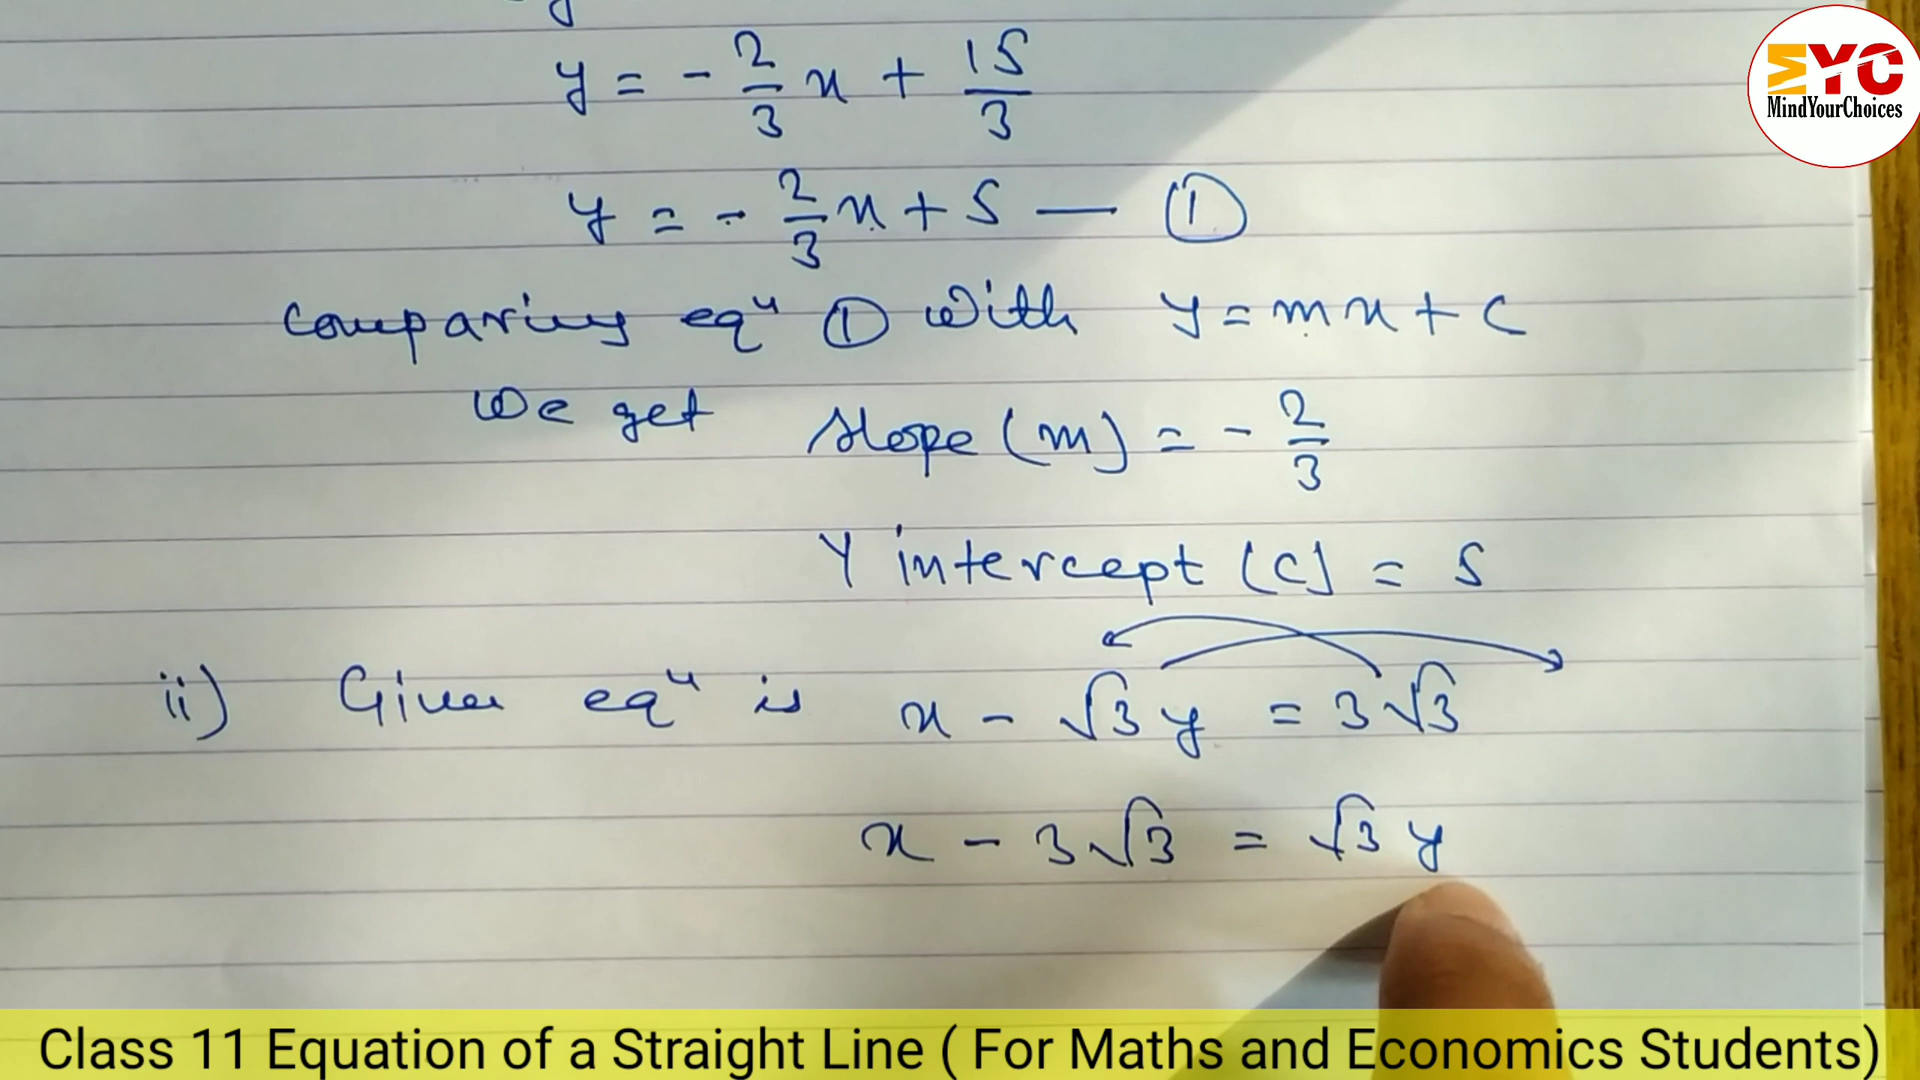 y = - 2/3 x + 15/3
y = - 2/3 x + 5 — ①
comparing eqn ① with y = mx + c
We get slope (m) = - 2/3
Y intercept (c) = 5
ii) Given eqn is x - √3 y = 3√3
x - 3√3 = √3 y
MYC
MindYourChoices
Class 11 Equation of a Straight Line ( For Maths and Economics Students)